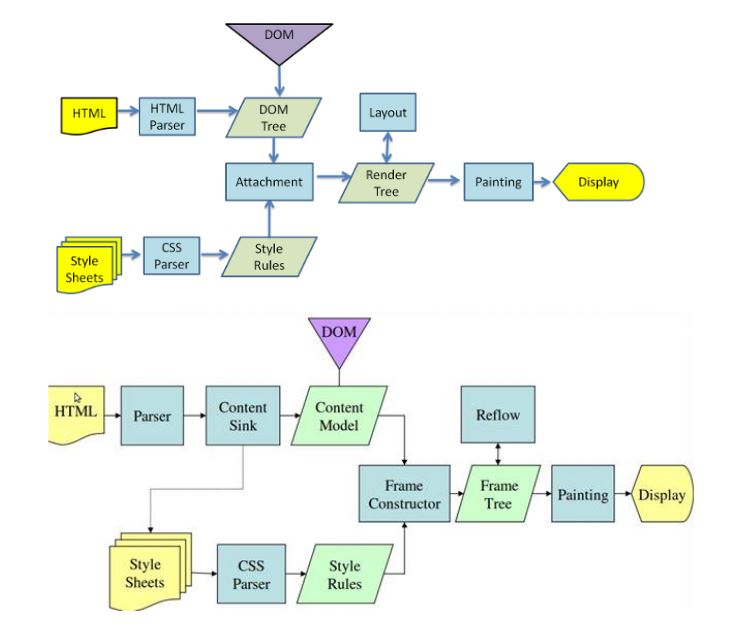 DOM
HTML
HTML
Parser
DOM
Tree
Layout
Attachment
Render
Tree
Painting
Display
Style
Sheets
CSS
Parser
Style
Rules
DOM
HTML
Parser
Content
Sink
Content
Model
Reflow
Frame
Constructor
Frame
Tree
Painting
Display
Style
Sheets
CSS
Parser
Style
Rules